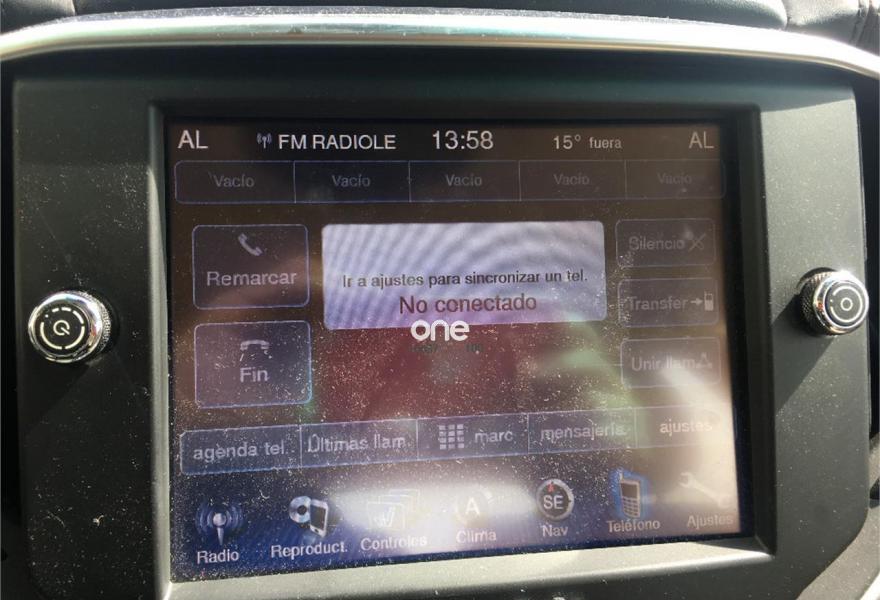 AL FM RADIOLE 13:58 15° fuera AL
Vacío Vacío Vacío Vacío Vacío
Remarcar
Ir a ajustes para sincronizar un tel.
No conectado
Silencio
Transfer
one
Fin
Unir llam
agenda tel. Últimas llam marc mensajería ajustes
A
SE
Radio Reproduct. Controles Clima Nav Teléfono Ajustes